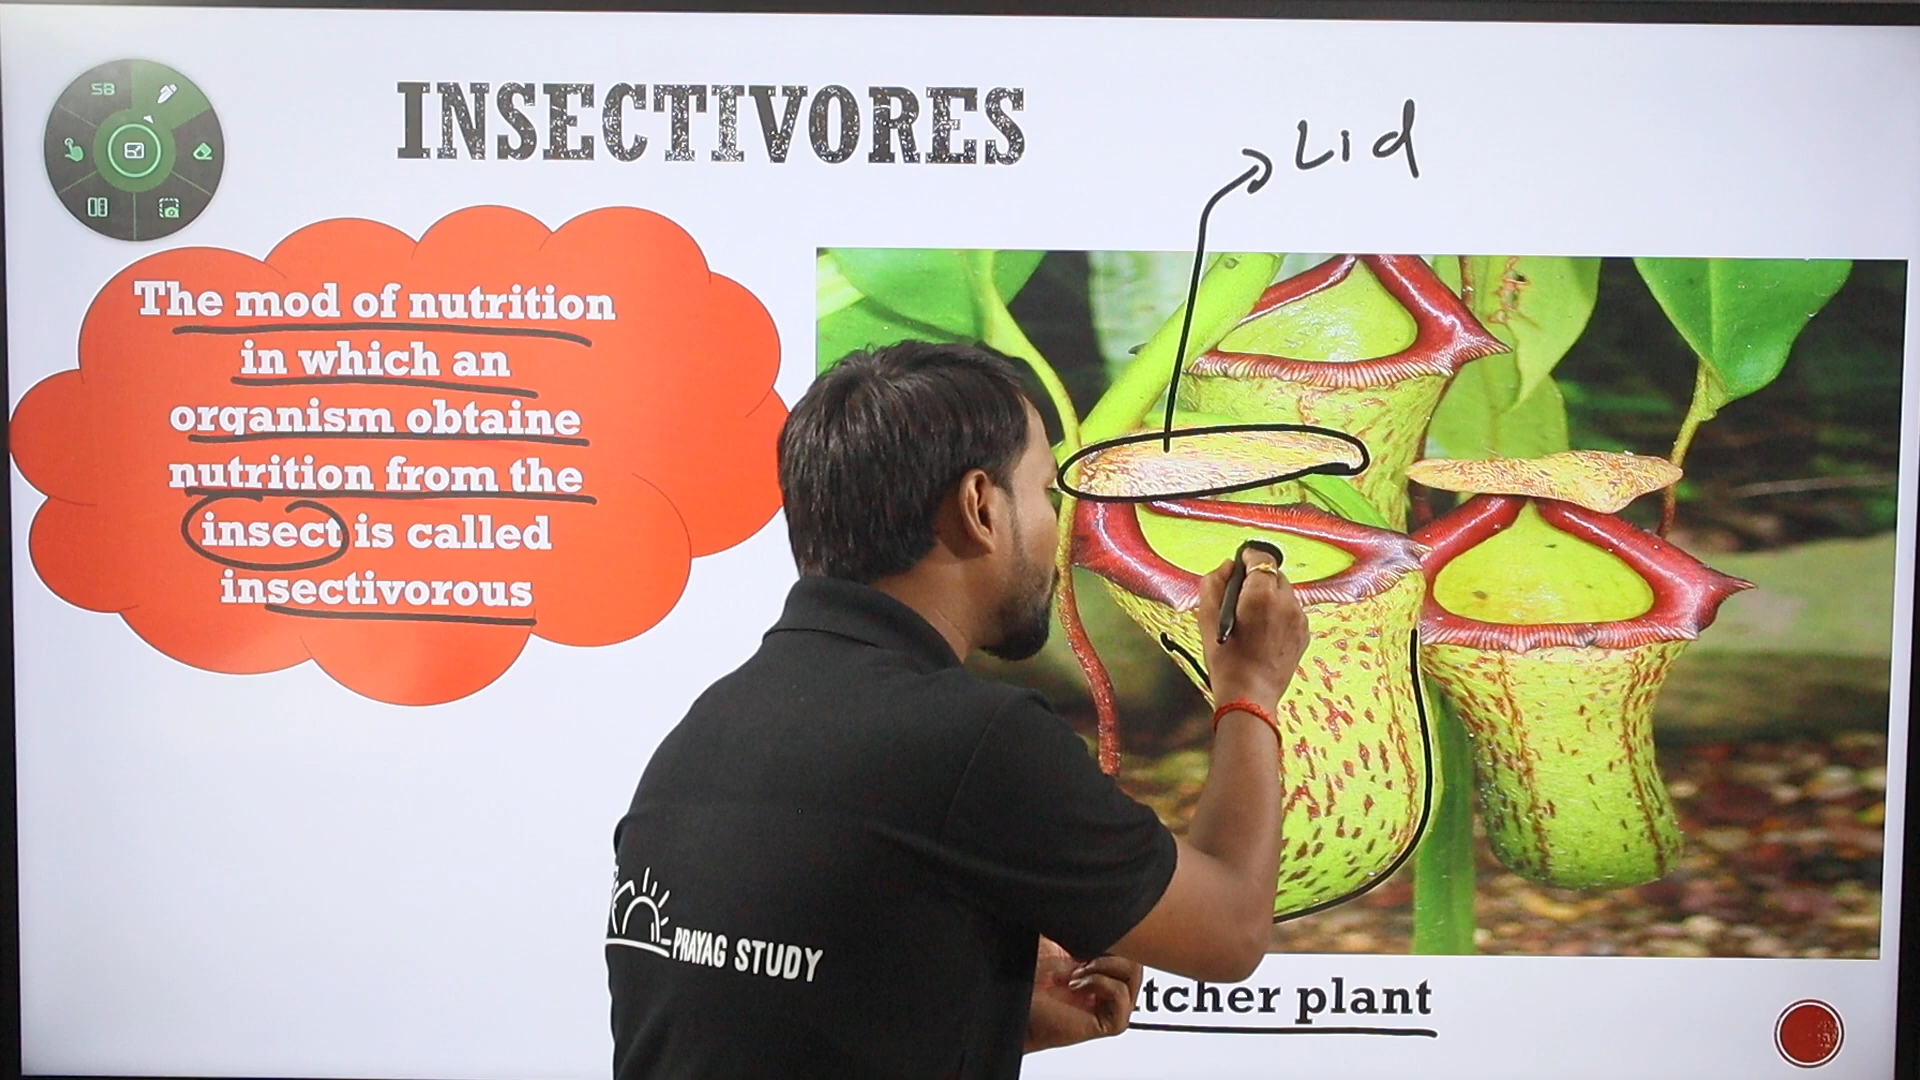 SB
INSECTIVORES
Lid
The mod of nutrition
in which an
organism obtaine
nutrition from the
insect is called
insectivorous
PRAYAG STUDY
plant